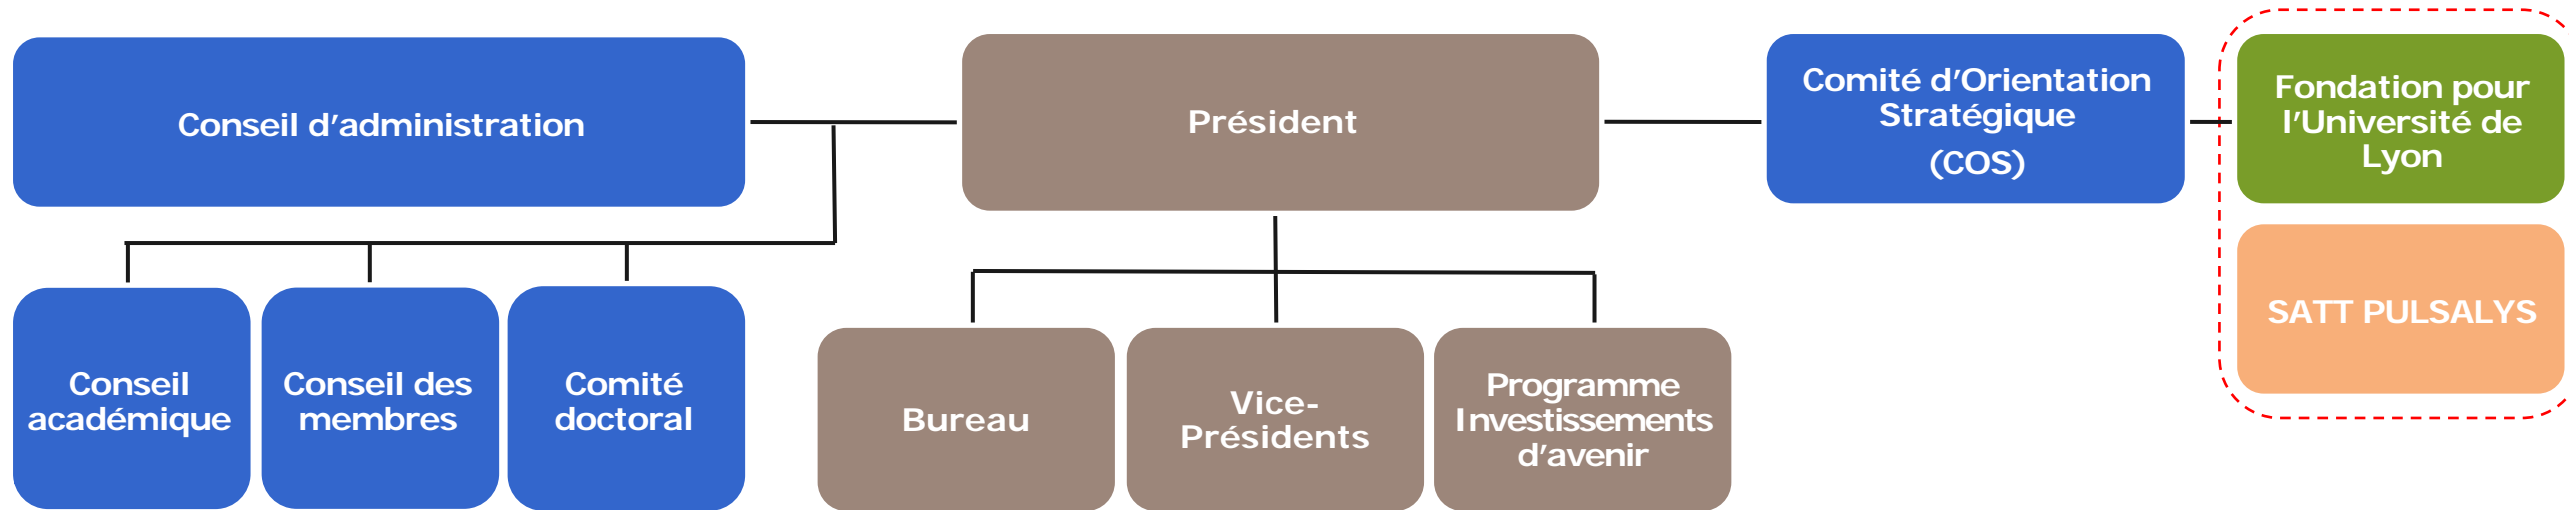 Conseil d'administration
Président
Comité d'Orientation
Stratégique
(COS)
Fondation pour
l'Université de
Lyon
SATT PULSALYS
Conseil
académique
Conseil des
membres
Comité
doctoral
Bureau
Vice-
Présidents
Programme
Investissements
d'avenir